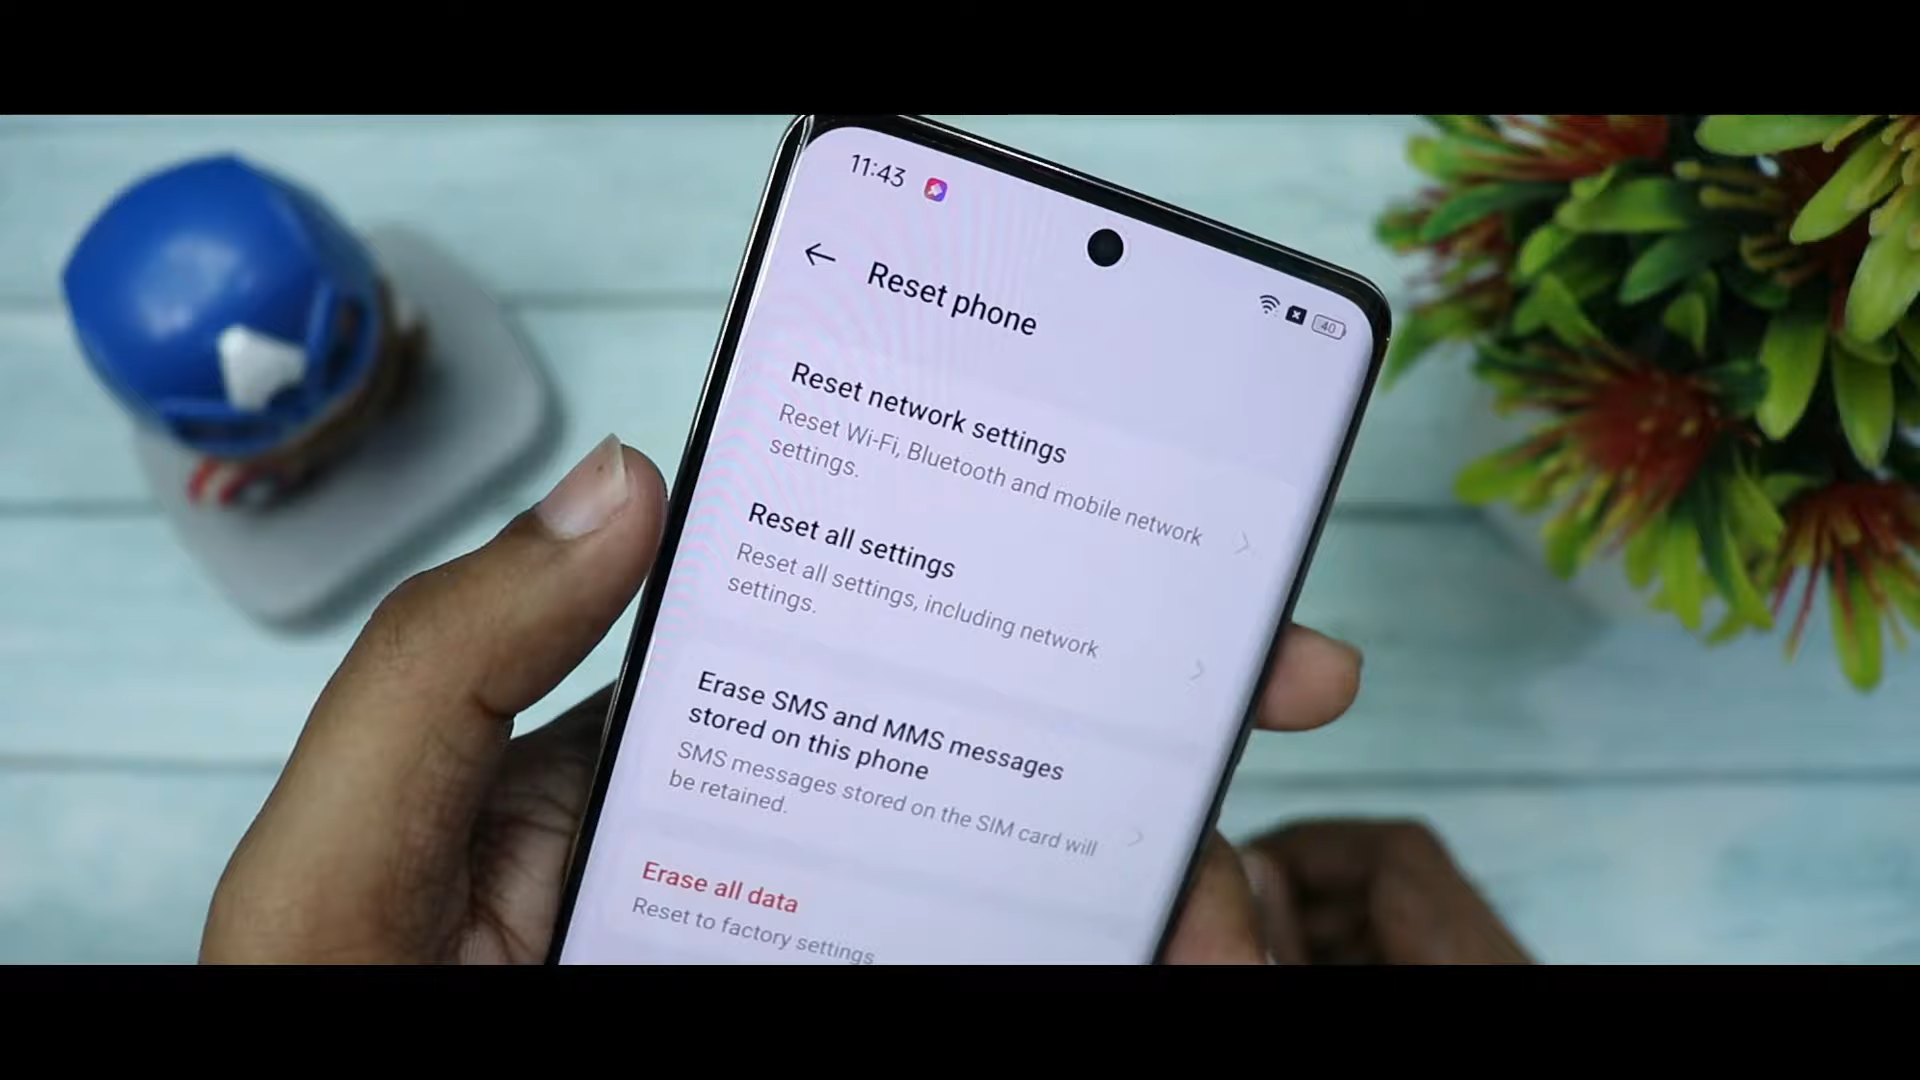 11:43
40
Reset phone
Reset network settings
Reset Wi-Fi, Bluetooth and mobile network
settings.
Reset all settings
Reset all settings, including network
settings.
Erase SMS and MMS messages
stored on this phone
SMS messages stored on the SIM card will
be retained.
Erase all data
Reset to factory settings